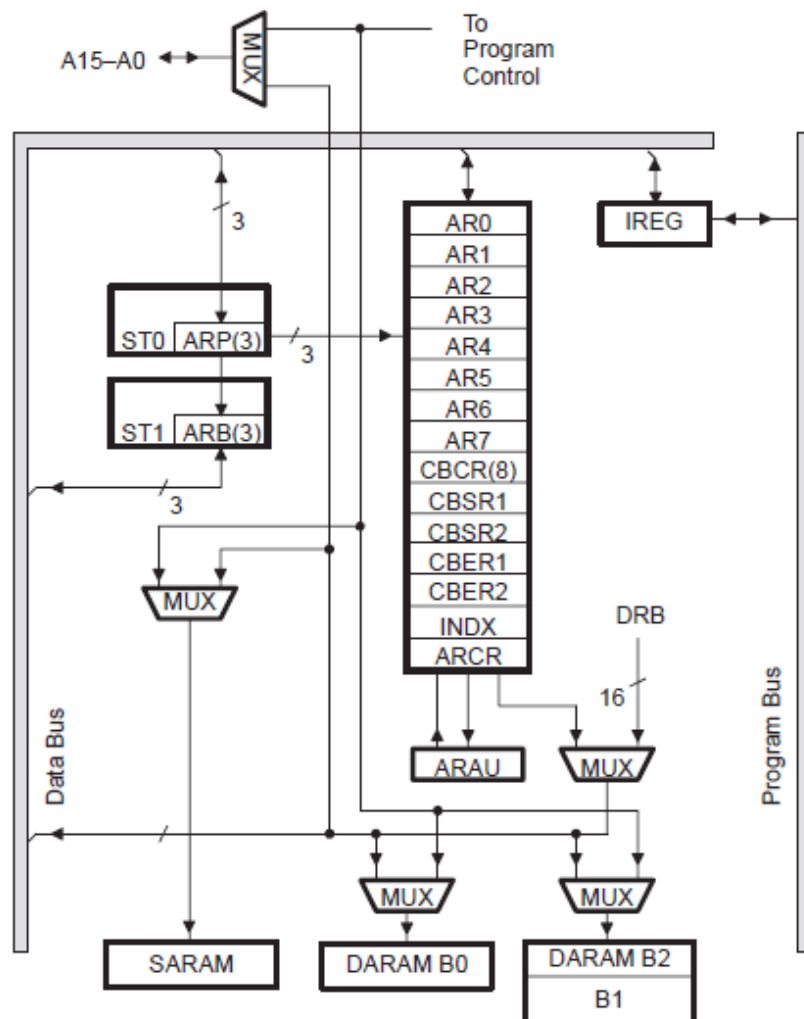 To
Program
Control
A15–A0
MUX
3
IREG
AR0
AR1
AR2
AR3
AR4
AR5
AR6
AR7
CBCR(8)
CBSR1
CBSR2
CBER1
CBER2
INDX
ARCR
ST0 ARP(3)
3
ST1 ARB(3)
3
MUX
DRB
16
Data Bus
Program Bus
ARAU
MUX
MUX
MUX
SARAM
DARAM B0
DARAM B2
B1